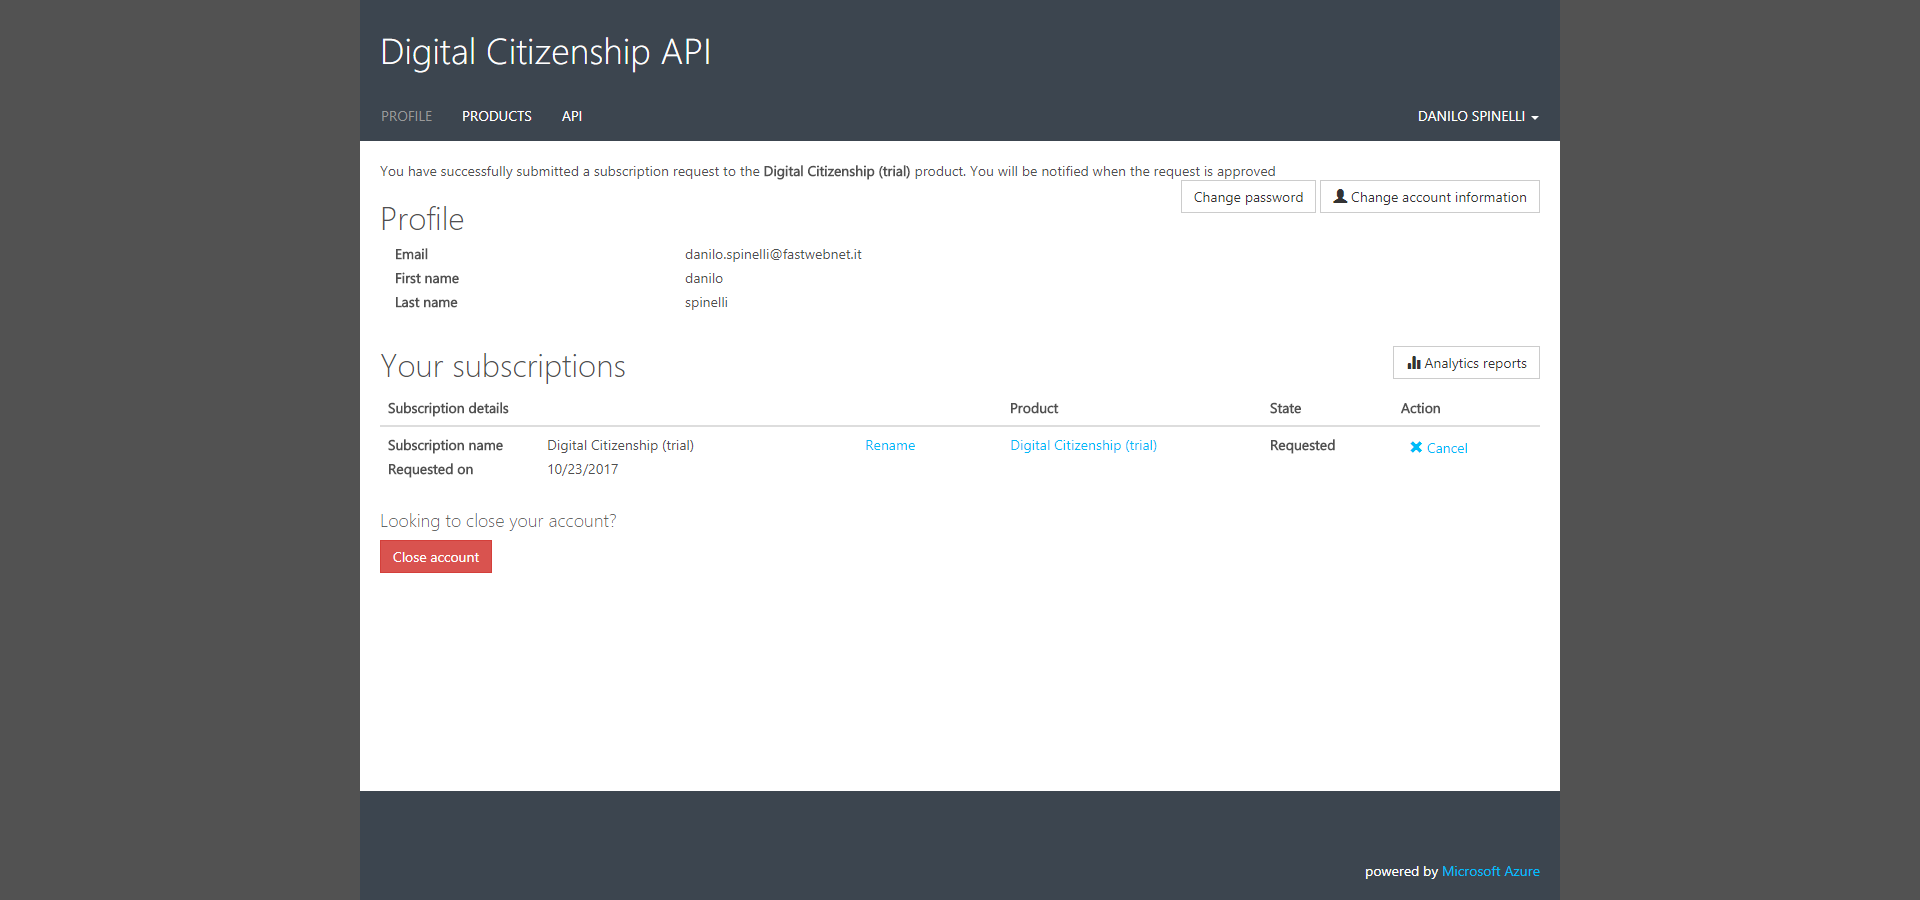 Digital Citizenship API
PROFILE PRODUCTS API DANILO SPINELLI
You have successfully submitted a subscription request to the Digital Citizenship (trial) product. You will be notified when the request is approved
Change password Change account information
Profile
Email danilo.spinelli@fastwebnet.it
First name danilo
Last name spinelli
Your subscriptions Analytics reports
Subscription details Product State Action
Subscription name Digital Citizenship (trial) Rename Digital Citizenship (trial) Requested Cancel
Requested on 10/23/2017
Looking to close your account?
Close account
powered by Microsoft Azure